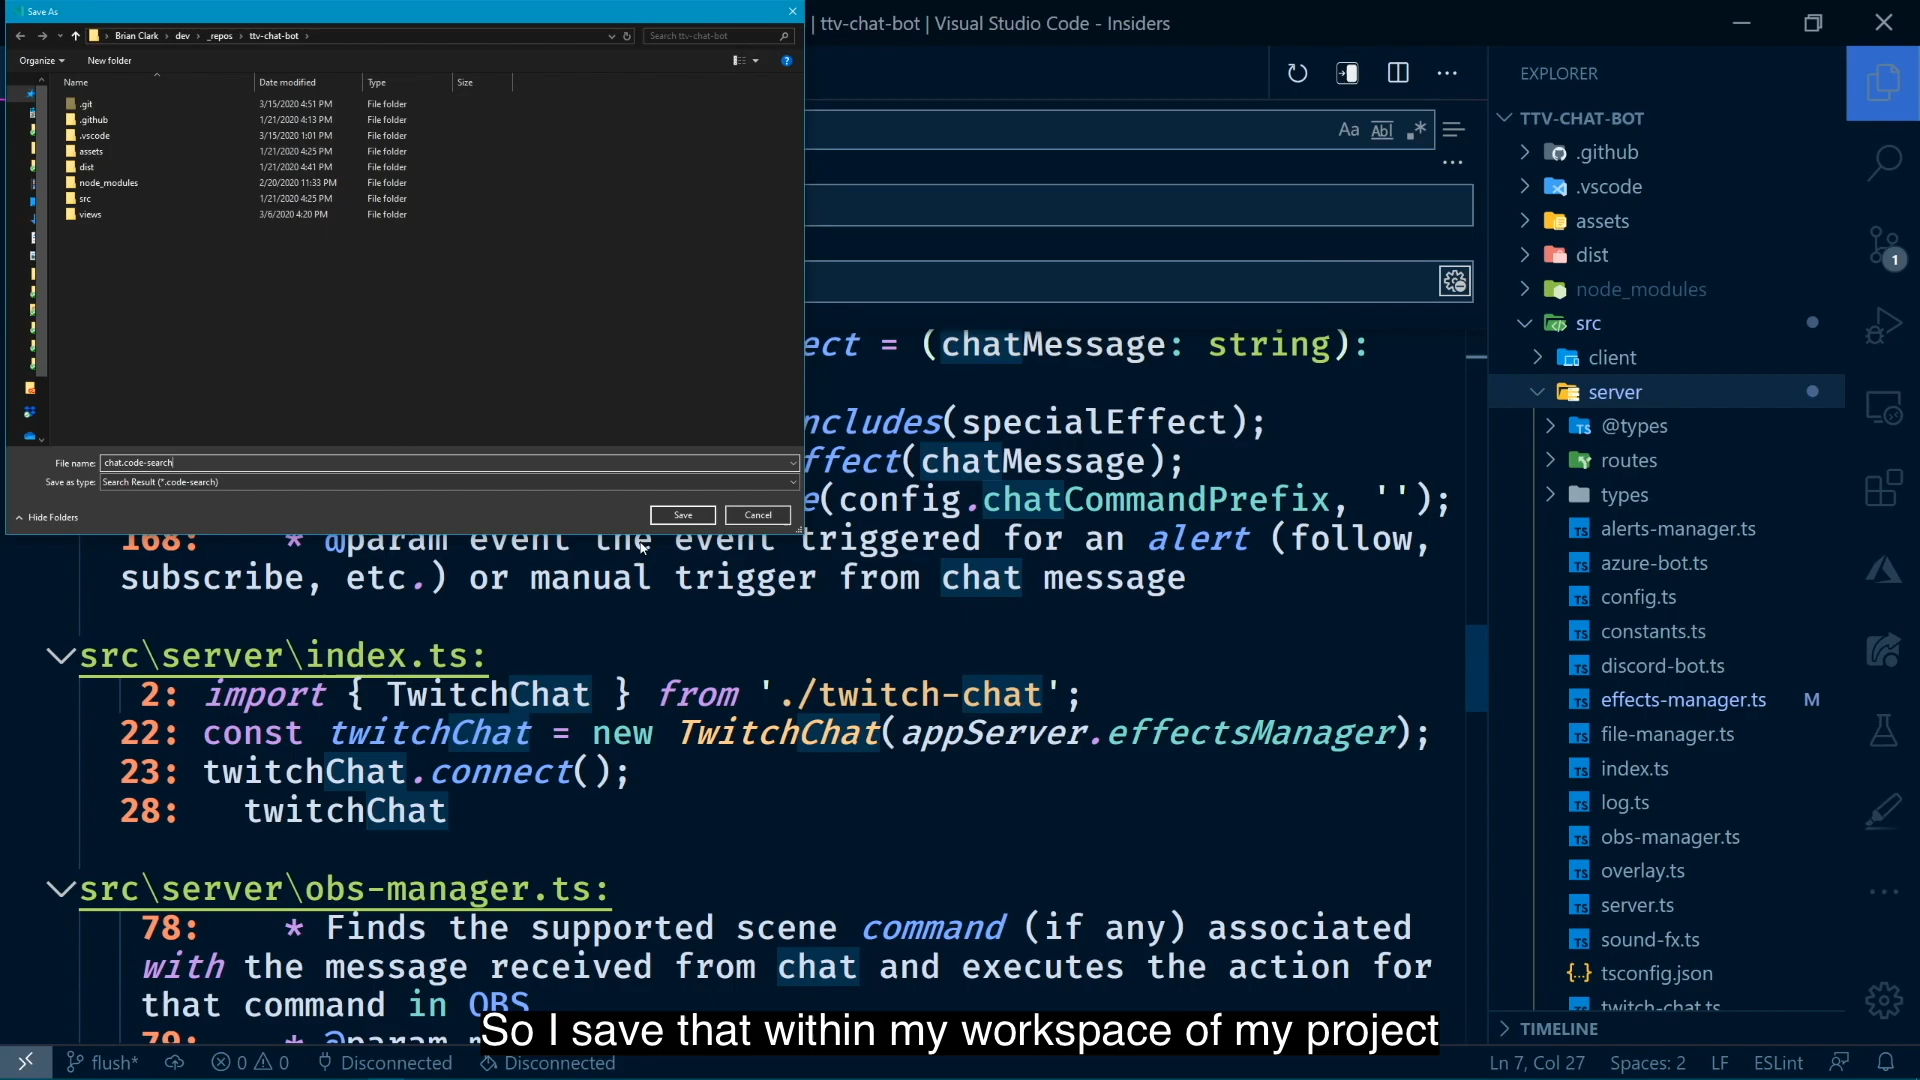 Save As
Brian Clark › dev › _repos › ttv-chat-bot ›
Search ttv-chat-bot
Organize
New folder
Name
Date modified
Type
Size
.git
3/15/2020 4:51 PM
File folder
.github
1/21/2020 4:13 PM
File folder
.vscode
3/15/2020 1:01 PM
File folder
assets
1/21/2020 4:25 PM
File folder
dist
1/21/2020 4:41 PM
File folder
node_modules
2/20/2020 11:33 PM
File folder
src
1/21/2020 4:25 PM
File folder
views
3/6/2020 4:20 PM
File folder
File name: chat.code-search
Save as type: Search Result (*.code-search)
Hide Folders
Save
Cancel
| ttv-chat-bot | Visual Studio Code - Insiders
Aa Abl .*
ect = (chatMessage: string):
ncludes(specialEffect);
ffect(chatMessage);
e(config.chatCommandPrefix, '');
168: * @param event the event triggered for an alert (follow,
subscribe, etc.) or manual trigger from chat message
src\server\index.ts:
2: import { TwitchChat } from './twitch-chat';
22: const twitchChat = new TwitchChat(appServer.effectsManager);
23: twitchChat.connect();
28: twitchChat
src\server\obs-manager.ts:
78: * Finds the supported scene command (if any) associated
with the message received from chat and executes the action for
that command in OBS
79: * @param
So I save that within my workspace of my project
EXPLORER
TTV-CHAT-BOT
.github
.vscode
assets
dist
node_modules
src
client
server
@types
routes
types
alerts-manager.ts
azure-bot.ts
config.ts
constants.ts
discord-bot.ts
effects-manager.ts M
file-manager.ts
index.ts
log.ts
obs-manager.ts
overlay.ts
server.ts
sound-fx.ts
tsconfig.json
twitch-chat.ts
TIMELINE
1
flush*
0
0
Disconnected
Disconnected
Ln 7, Col 27
Spaces: 2
LF
ESLint